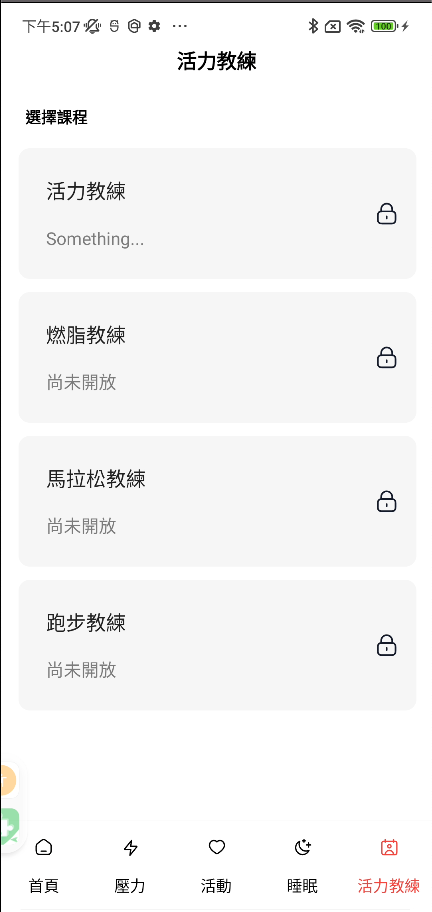 下午5:07
100
活力教練
選擇課程
活力教練
Something...
燃脂教練
尚未開放
馬拉松教練
尚未開放
跑步教練
尚未開放
首頁
壓力
活動
睡眠
活力教練